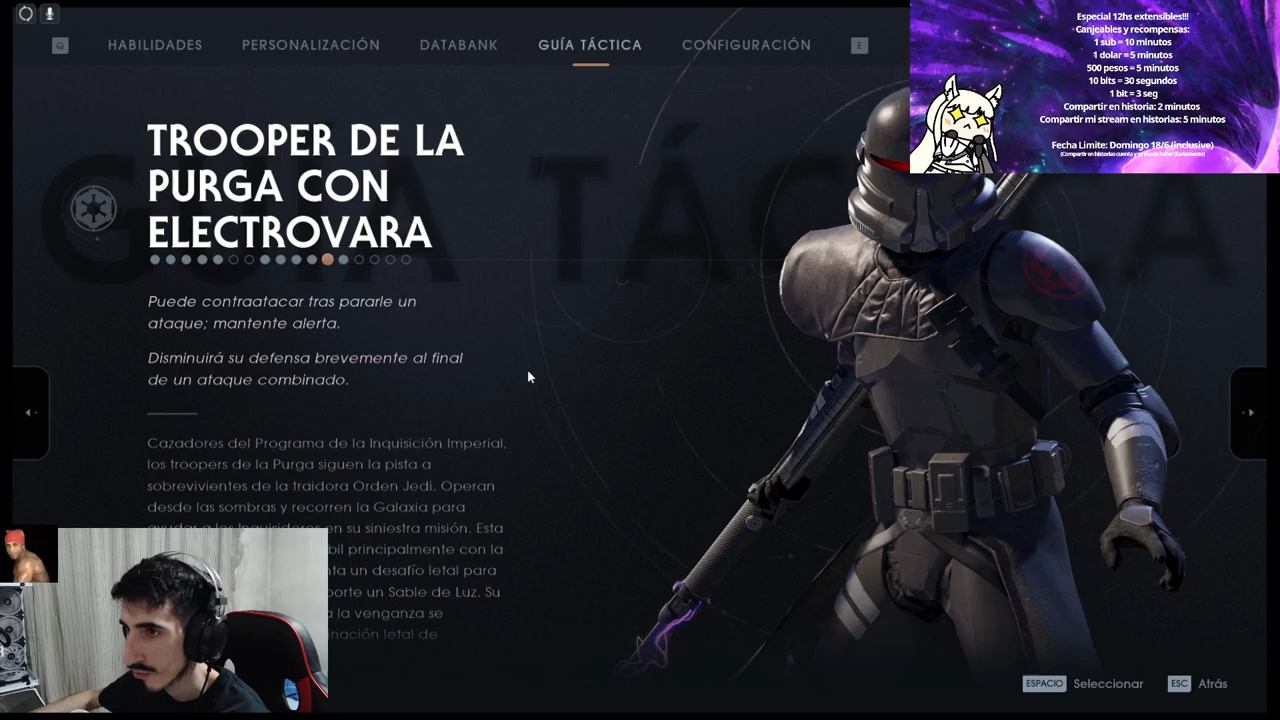 HABILIDADES PERSONALIZACIÓN DATABANK GUÍA TÁCTICA CONFIGURACIÓN E
Especial 12hs extensibles!!!
Canjeables y recompensas:
1 sub = 10 minutos
1 dolar = 5 minutos
500 pesos = 5 minutos
10 bits = 30 segundos
1 bit = 3 seg
Compartir en historia: 2 minutos
Compartir mi stream en historias: 5 minutos
Fecha Limite: Domingo 18/6 (inclusive)
TROOPER DE LA
PURGA CON
ELECTROVARA
Puede contraatacar tras pararle un
ataque; mantente alerta.
Disminuirá su defensa brevemente al final
de un ataque combinado.
Cazadores del Programa de la Inquisición Imperial,
los troopers de la Purga siguen la pista a
sobrevivientes de la traidora Orden Jedi. Operan
desde las sombras y recorren la Galaxia para
ayudar a los Inquisidores en su siniestra misión. Esta
principalmente con la
un desafío letal para
porte un Sable de Luz. Su
a la venganza se
letal de
ESPACIO Seleccionar ESC Atrás